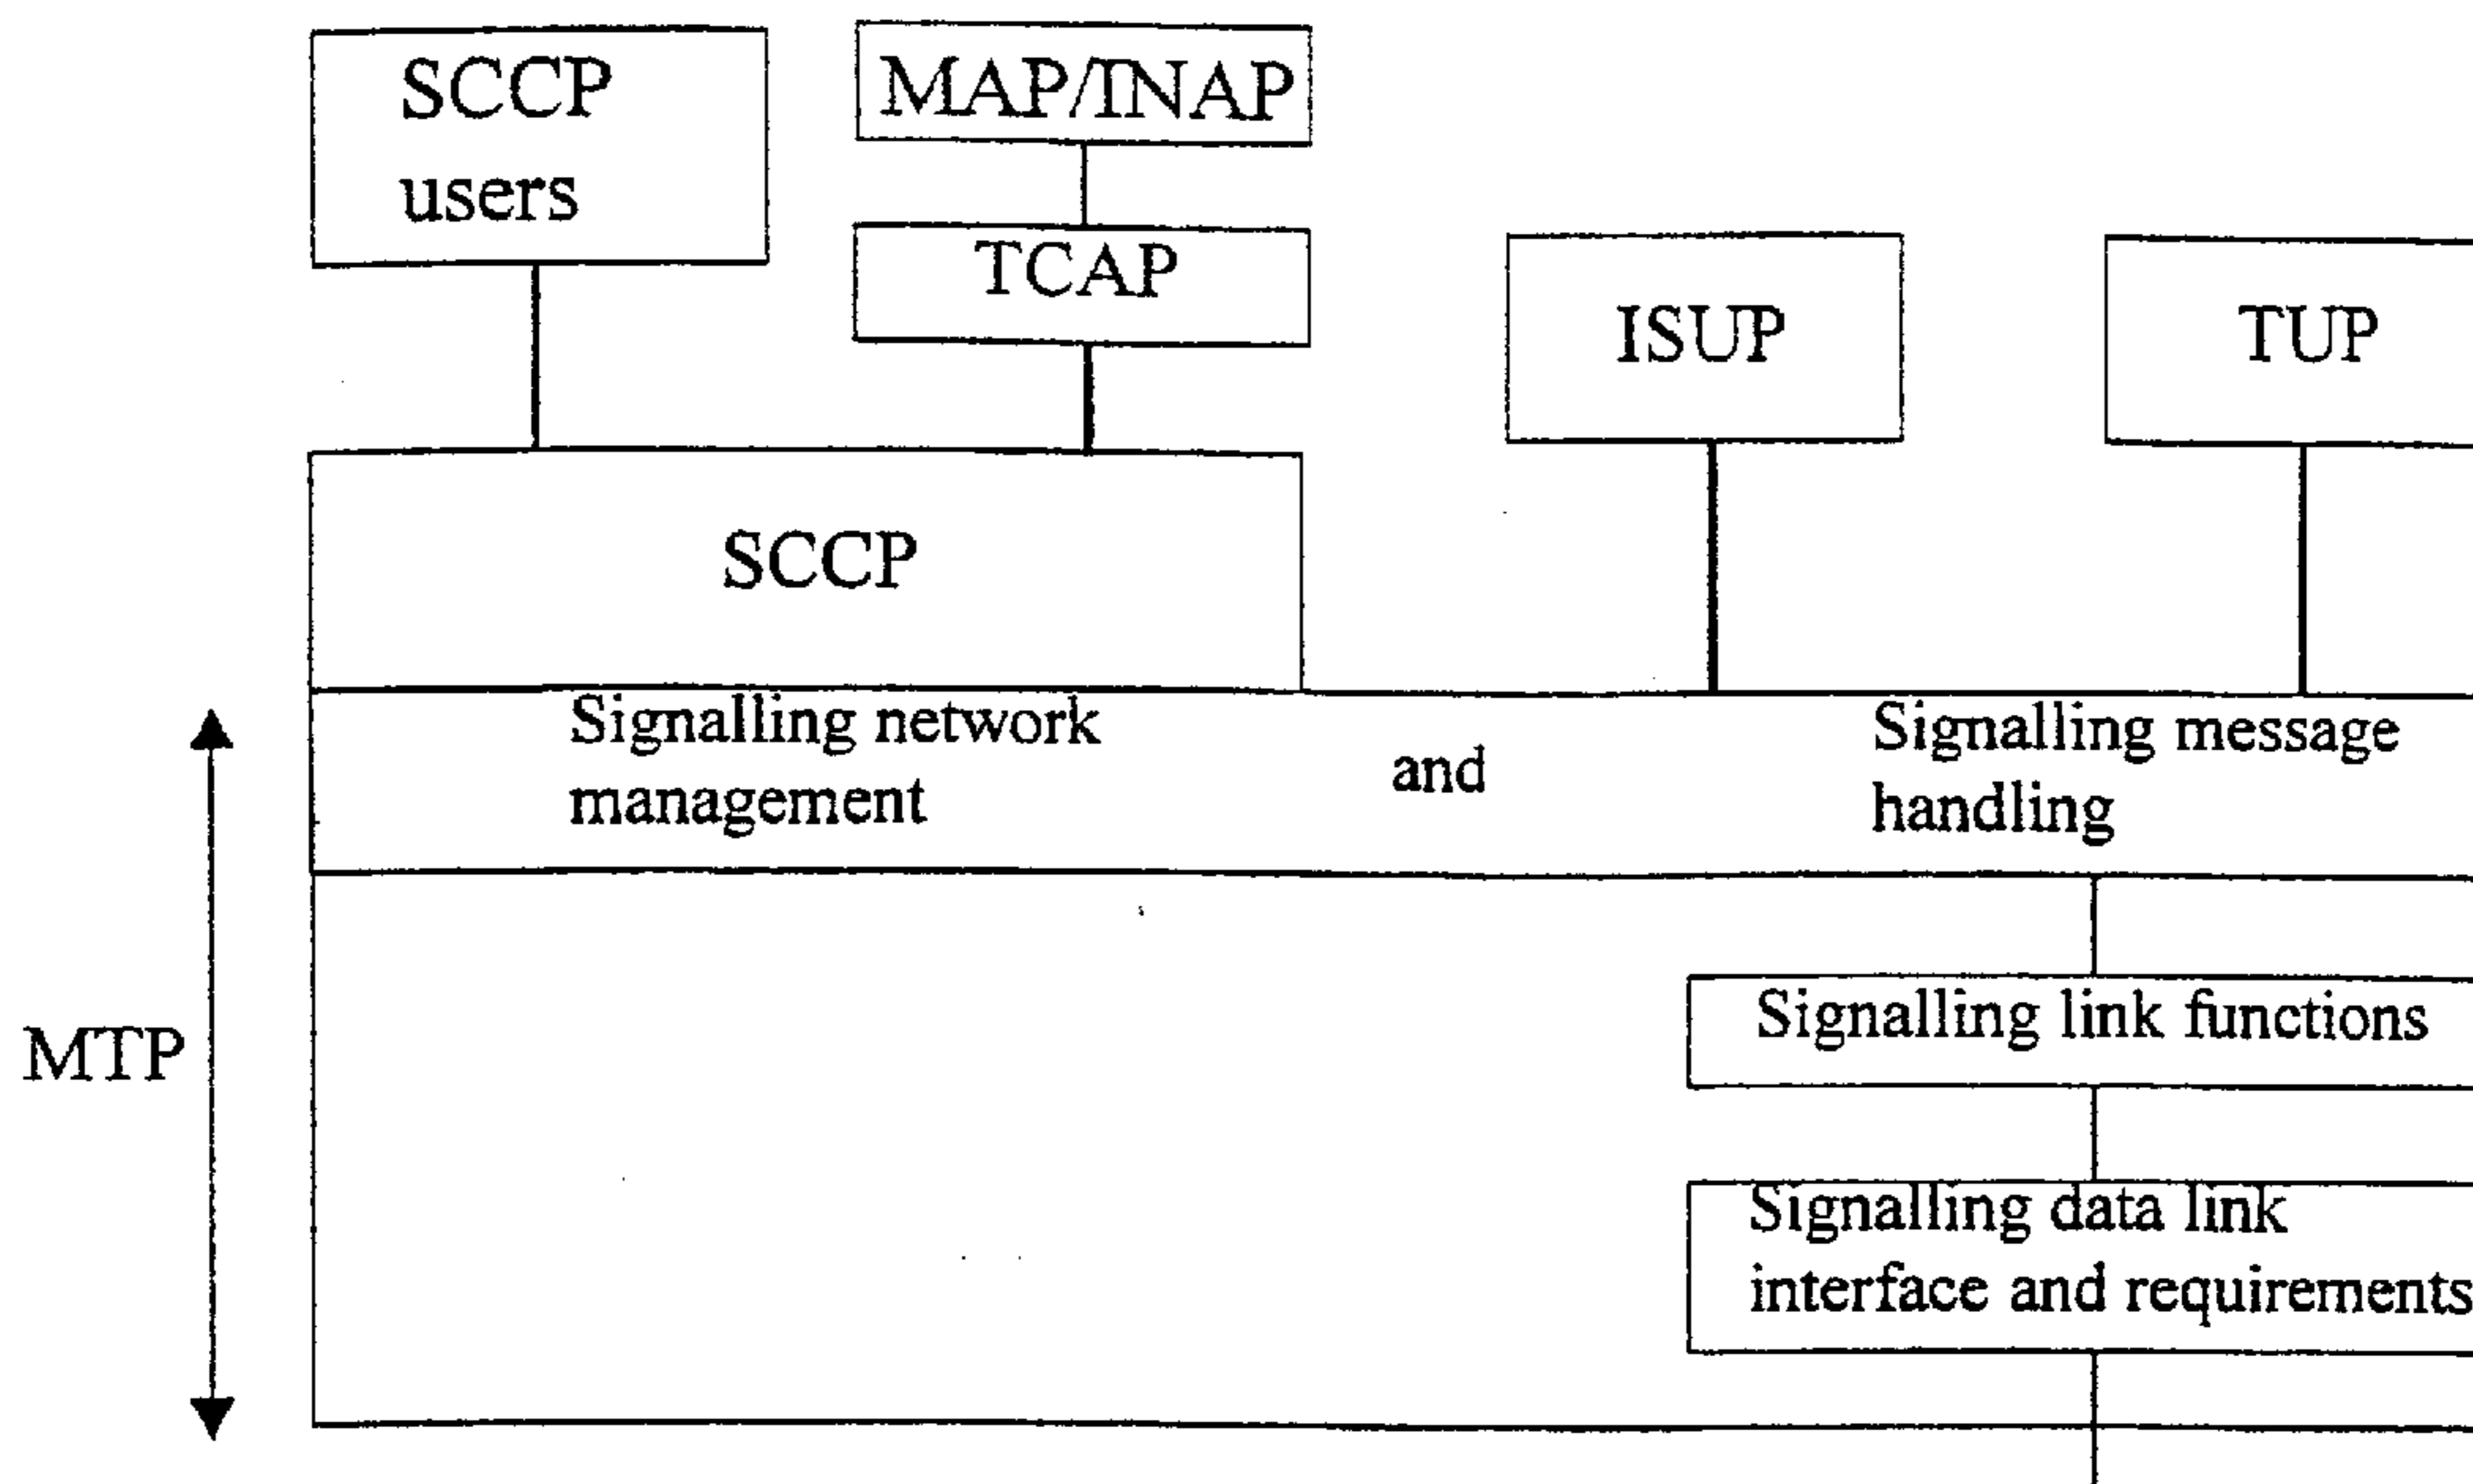 SCCP
users
MAP/INAP
TCAP
ISUP
TUP
SCCP
Signalling network
management
and
Signalling message
handling
MTP
Signalling link functions
Signalling data link
interface and requirements